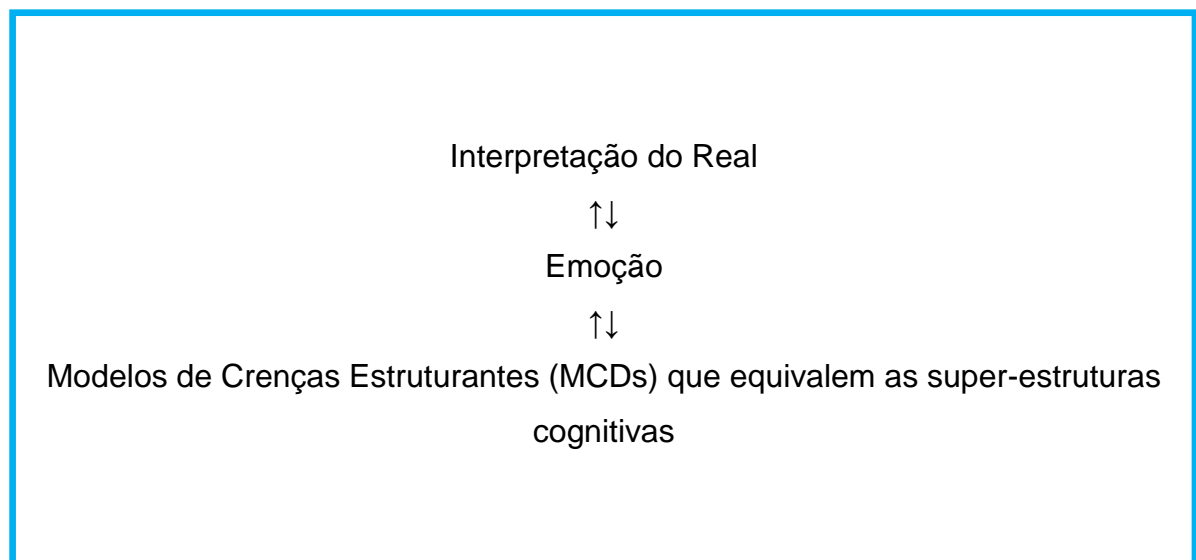 Interpretação do Real
↑↓
Emoção
↑↓
Modelos de Crenças Estruturantes (MCDs) que equivalem as super-estruturas
cognitivas